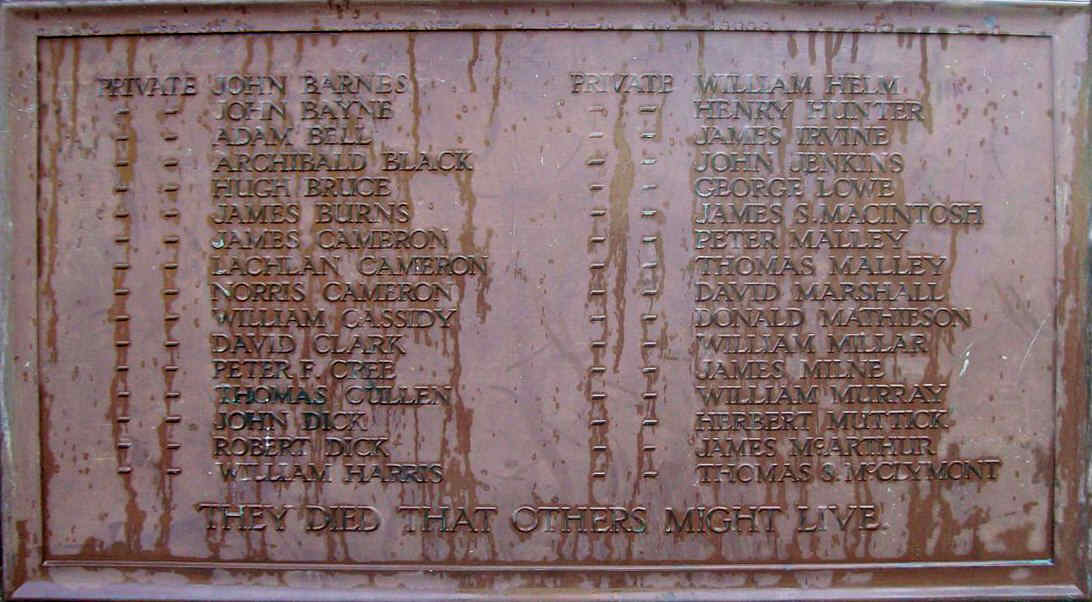 PRIVATE JOHN BARNES
- - JOHN BAYNE
- - ADAM BELL
- - ARCHIBALD BLACK
- - HUGH BRUCE
- - JAMES BURNS
- - JAMES CAMERON
- - LACHLAN CAMERON
- - NORRIS CAMERON
- - WILLIAM CASSIDY
- - DAVID CLARK
- - PETER F. CREE
- - THOMAS CULLEN
- - JOHN DICK
- - ROBERT DICK
- - WILLIAM HARRIS
PRIVATE WILLIAM HELM
- - HENRY HUNTER
- - JAMES IRVINE
- - JOHN JENKINS
- - GEORGE LOWE
- - JAMES S. MACINTOSH
- - PETER MALLEY
- - THOMAS MALLEY
- - DAVID MARSHALL
- - DONALD MATHIESON
- - WILLIAM MILLAR
- - JAMES MILNE
- - WILLIAM MURRAY
- - HERBERT MUTTICK
- - JAMES McARTHUR
- - THOMAS S. McCLYMONT
THEY DIED THAT OTHERS MIGHT LIVE.